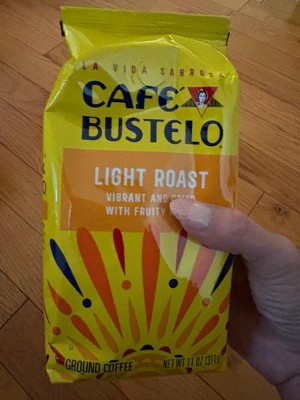 LA VIDA SABROSA
CAFE
BUSTELO
LIGHT ROAST
VIBRANT AND
WITH FRUITY
GROUND COFFEE
NET WT 11 OZ